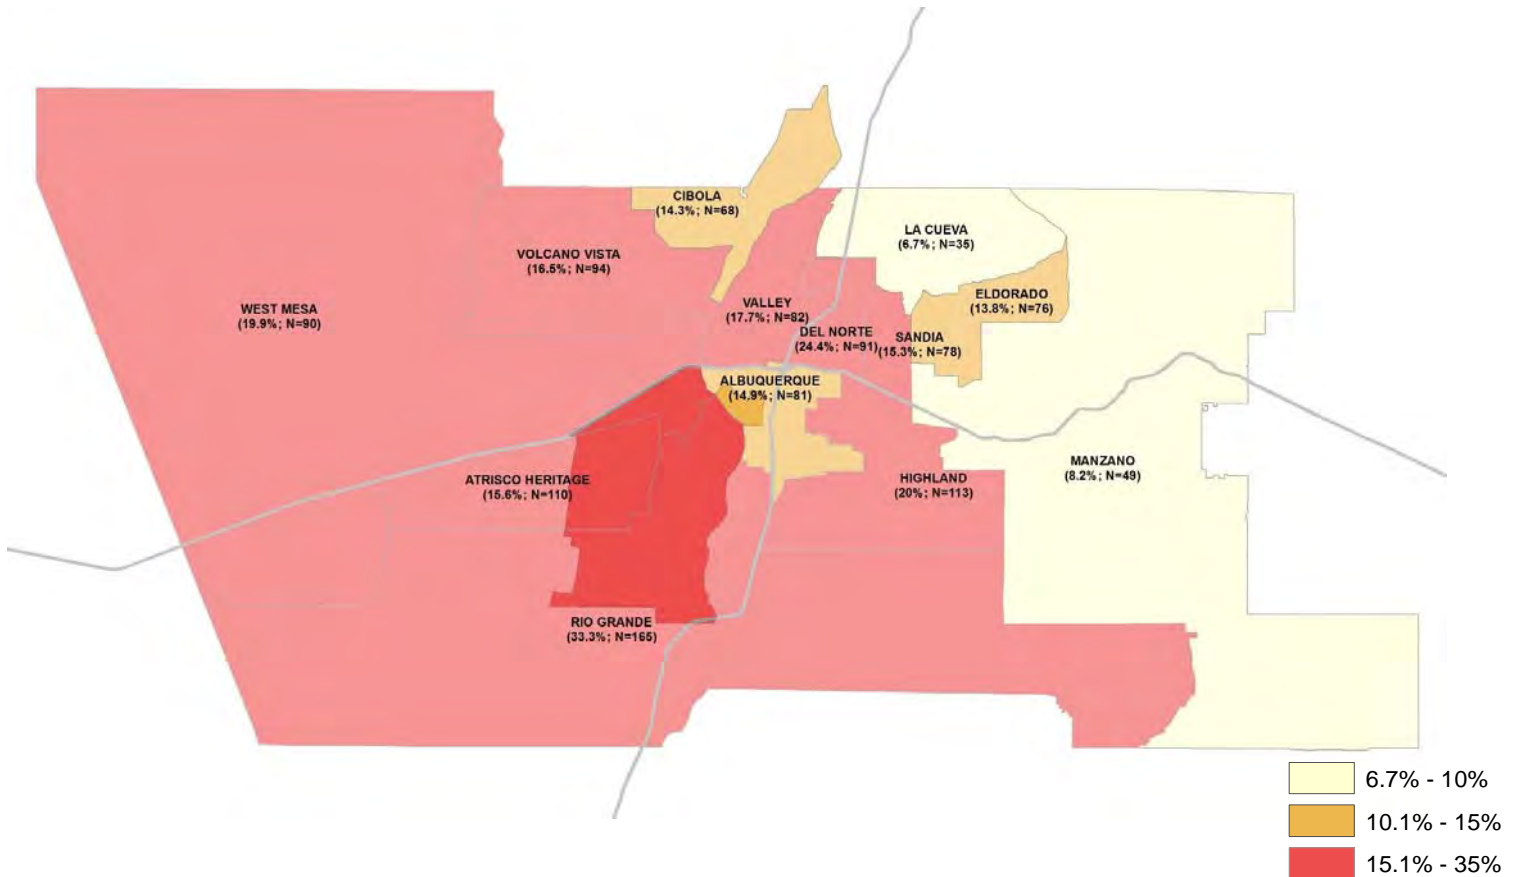 CIBOLA
(14.3%; N=68)
LA CUEVA
(6.7%; N=35)
VOLCANO VISTA
(16.5%; N=94)
WEST MESA
(19.9%; N=90)
VALLEY
(17.7%; N=82)
ELDORADO
(13.8%; N=76)
DEL NORTE
(24.4%; N=91)
SANDIA
(15.3%; N=78)
ALBUQUERQUE
(14.9%; N=81)
ATRISCO HERITAGE
(15.6%; N=110)
HIGHLAND
(20%; N=113)
MANZANO
(8.2%; N=49)
RIO GRANDE
(33.3%; N=165)
6.7% - 10%
10.1% - 15%
15.1% - 35%